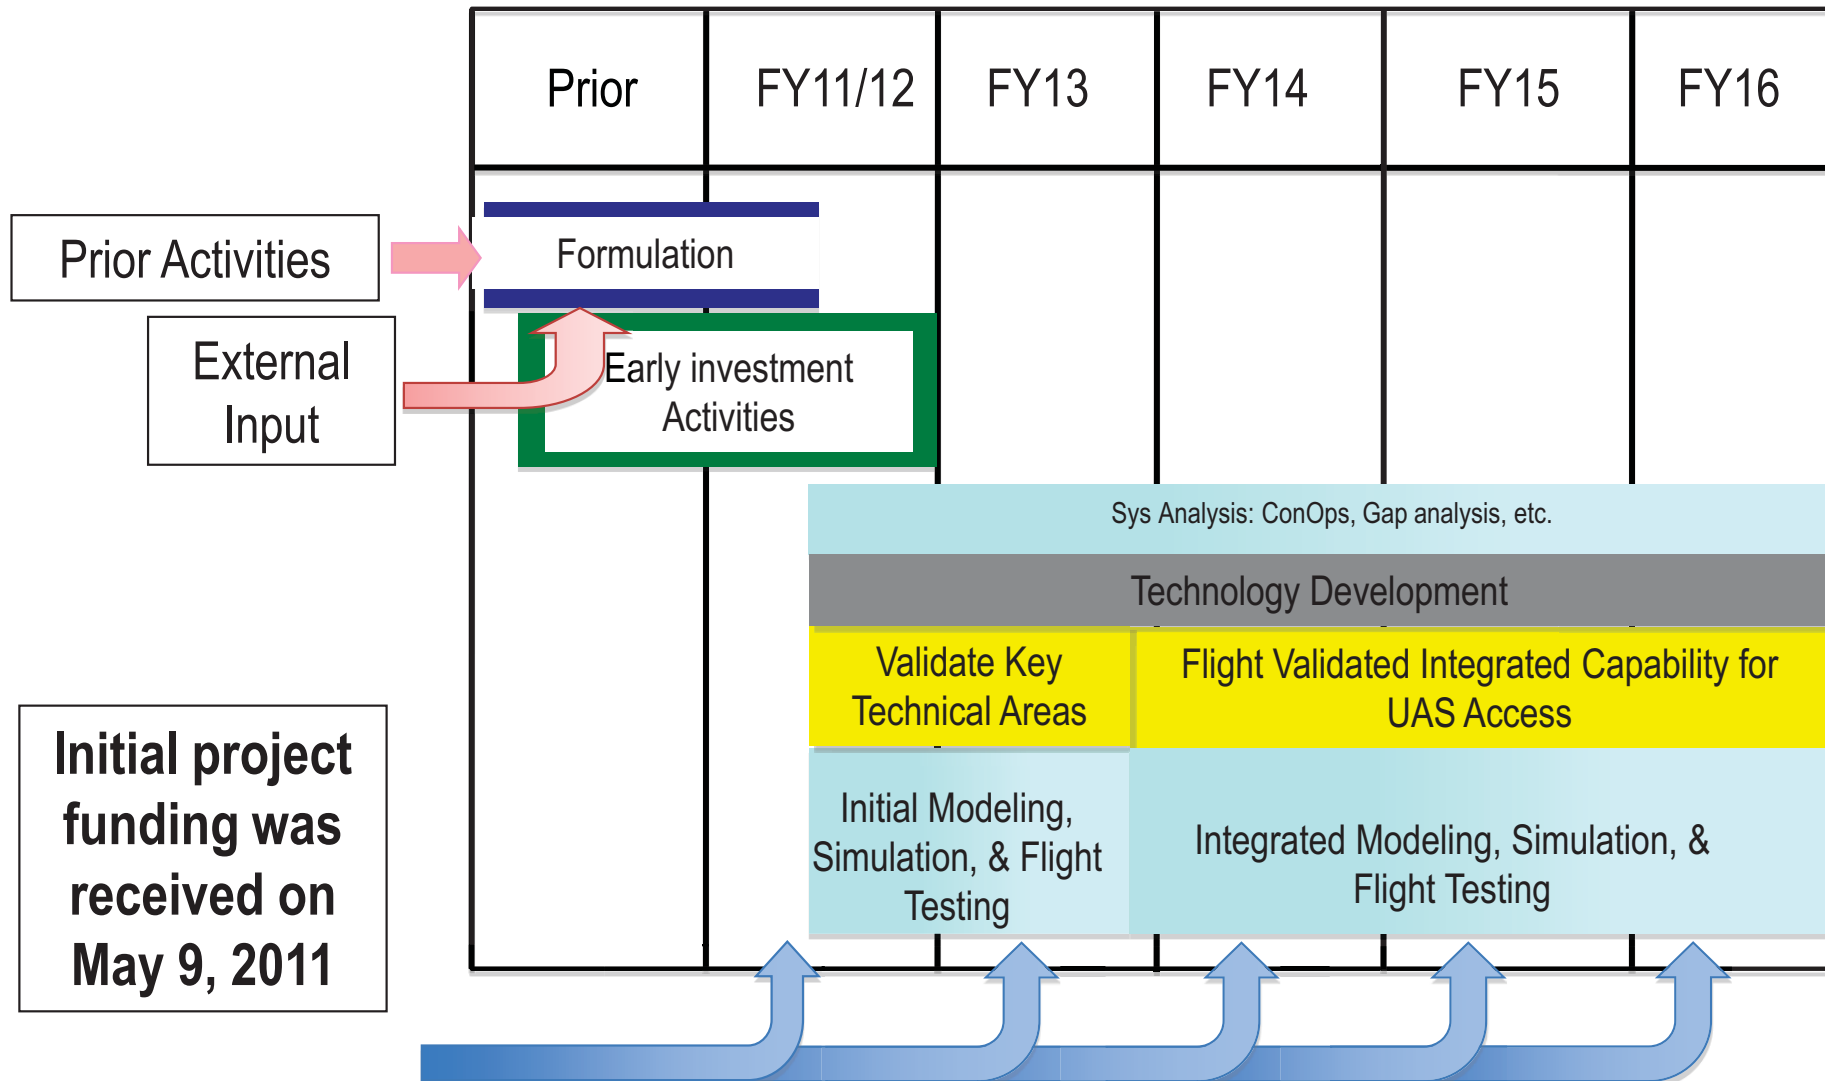 Prior
FY11/12
FY13
FY14
FY15
FY16
Prior Activities
Formulation
External
Input
Early investment
Activities
Sys Analysis: ConOps, Gap analysis, etc.
Technology Development
Validate Key
Technical Areas
Flight Validated Integrated Capability for
UAS Access
Initial Modeling,
Simulation, & Flight
Testing
Integrated Modeling, Simulation, &
Flight Testing
Initial project
funding was
received on
May 9, 2011